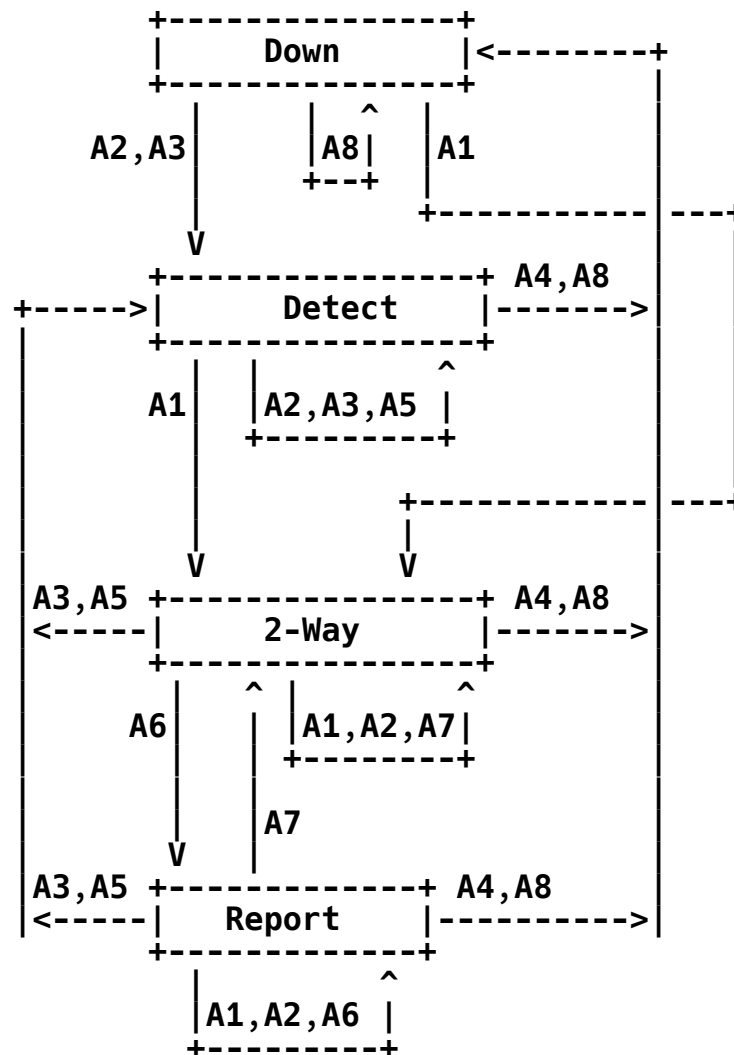 Down
A2,A3
A8
A1
A4,A8
Detect
A1
A2,A3,A5
A3,A5
A4,A8
2-Way
A6
A1,A2,A7
A7
A3,A5
A4,A8
Report
A1,A2,A6